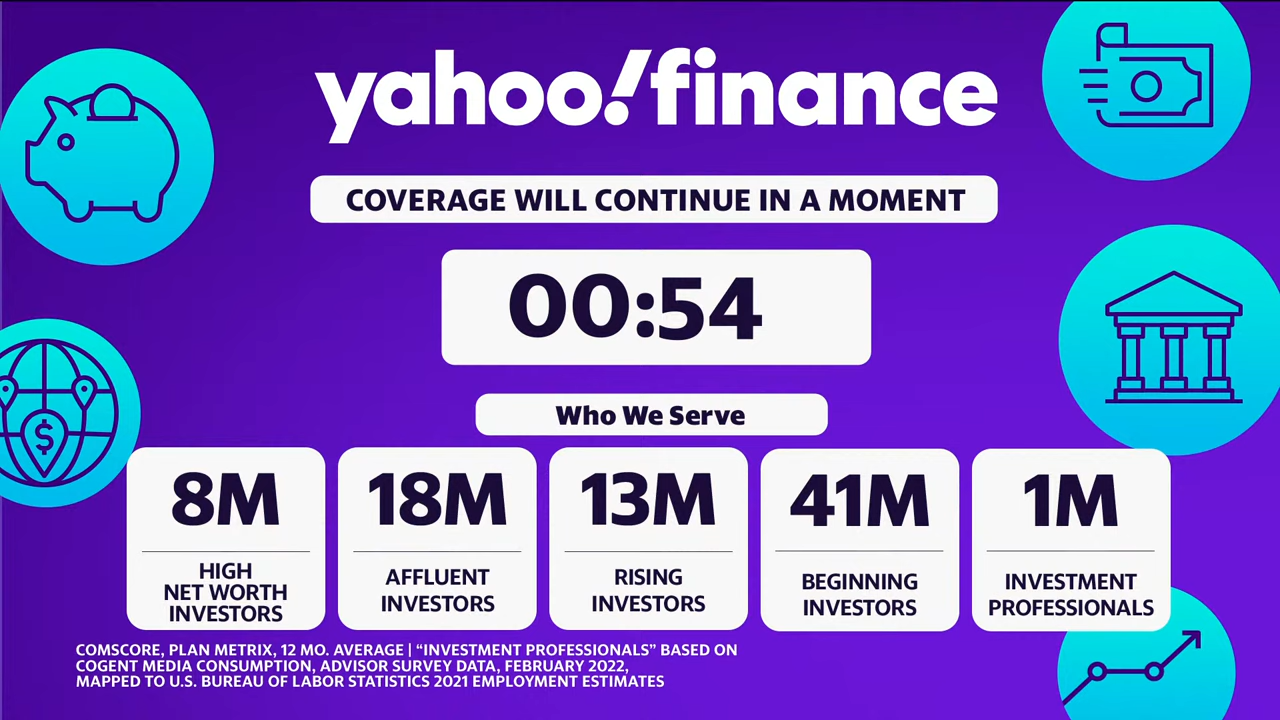 yahoo!finance
COVERAGE WILL CONTINUE IN A MOMENT
00:54
Who We Serve
8M
HIGH
NET WORTH
INVESTORS
18M
AFFLUENT
INVESTORS
13M
RISING
INVESTORS
41M
BEGINNING
INVESTORS
1M
INVESTMENT
PROFESSIONALS
$
COMSCORE, PLAN METRIX, 12 MO. AVERAGE | “INVESTMENT PROFESSIONALS” BASED ON
COGENT MEDIA CONSUMPTION, ADVISOR SURVEY DATA, FEBRUARY 2022,
MAPPED TO U.S. BUREAU OF LABOR STATISTICS 2021 EMPLOYMENT ESTIMATES